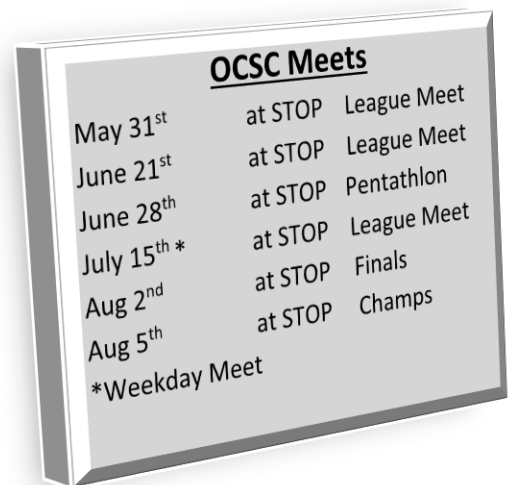 OCSC Meets
May 31st at STOP League Meet
June 21st at STOP League Meet
June 28th at STOP Pentathlon
July 15th * at STOP League Meet
Aug 2nd at STOP Finals
Aug 5th at STOP Champs
*Weekday Meet